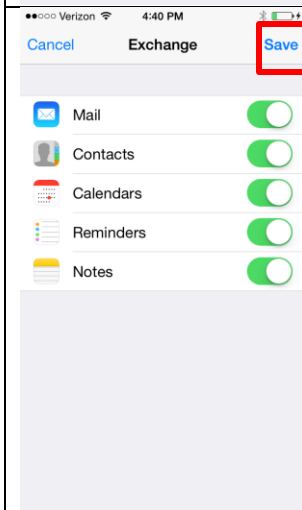 Verizon 4:40 PM
Cancel Exchange Save
Mail
Contacts
Calendars
Reminders
Notes